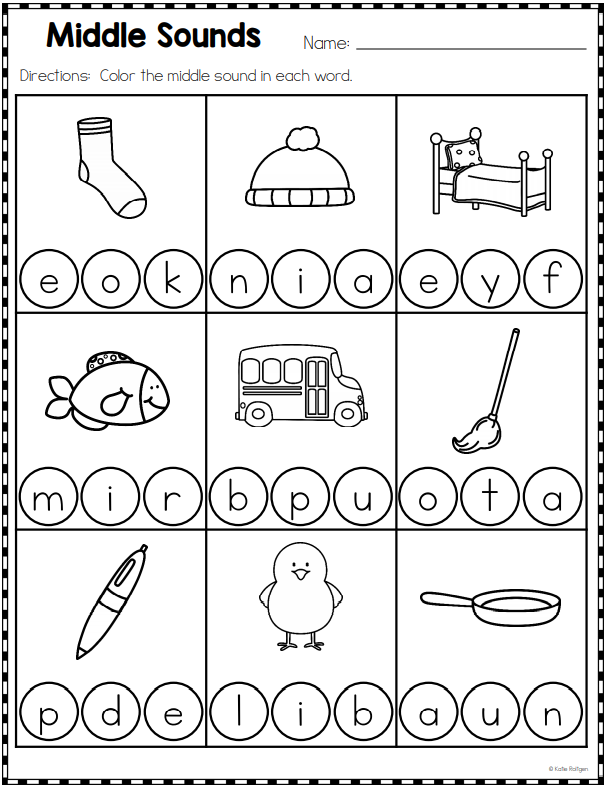 Middle Sounds
Name:
Directions: Color the middle sound in each word.
e o k n i a e y f
m i r b p u o t a
p d e l i b a u n
© Katie Roltgen